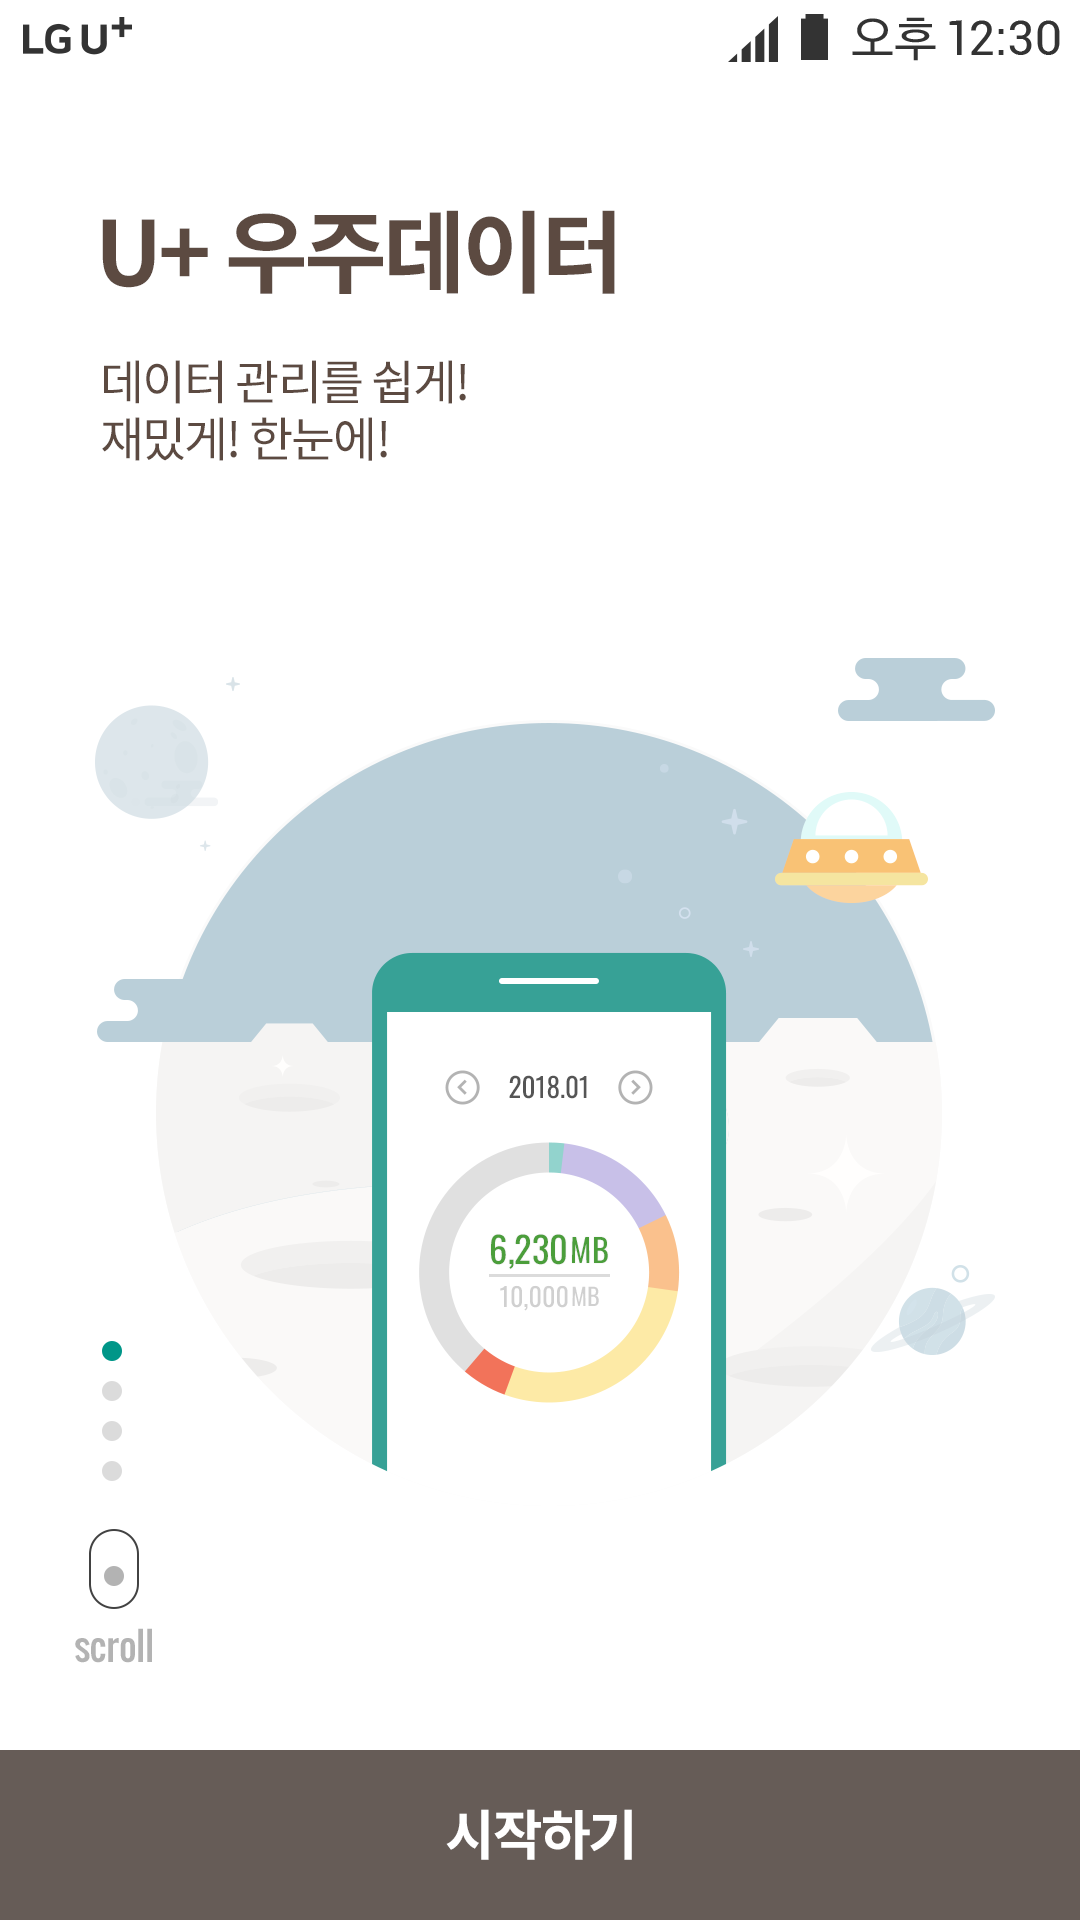 LG U+ 오후 12:30
U+ 우주데이터
데이터 관리를 쉽게!
재밌게! 한눈에!
2018.01
6,230MB
10,000MB
scroll
시작하기